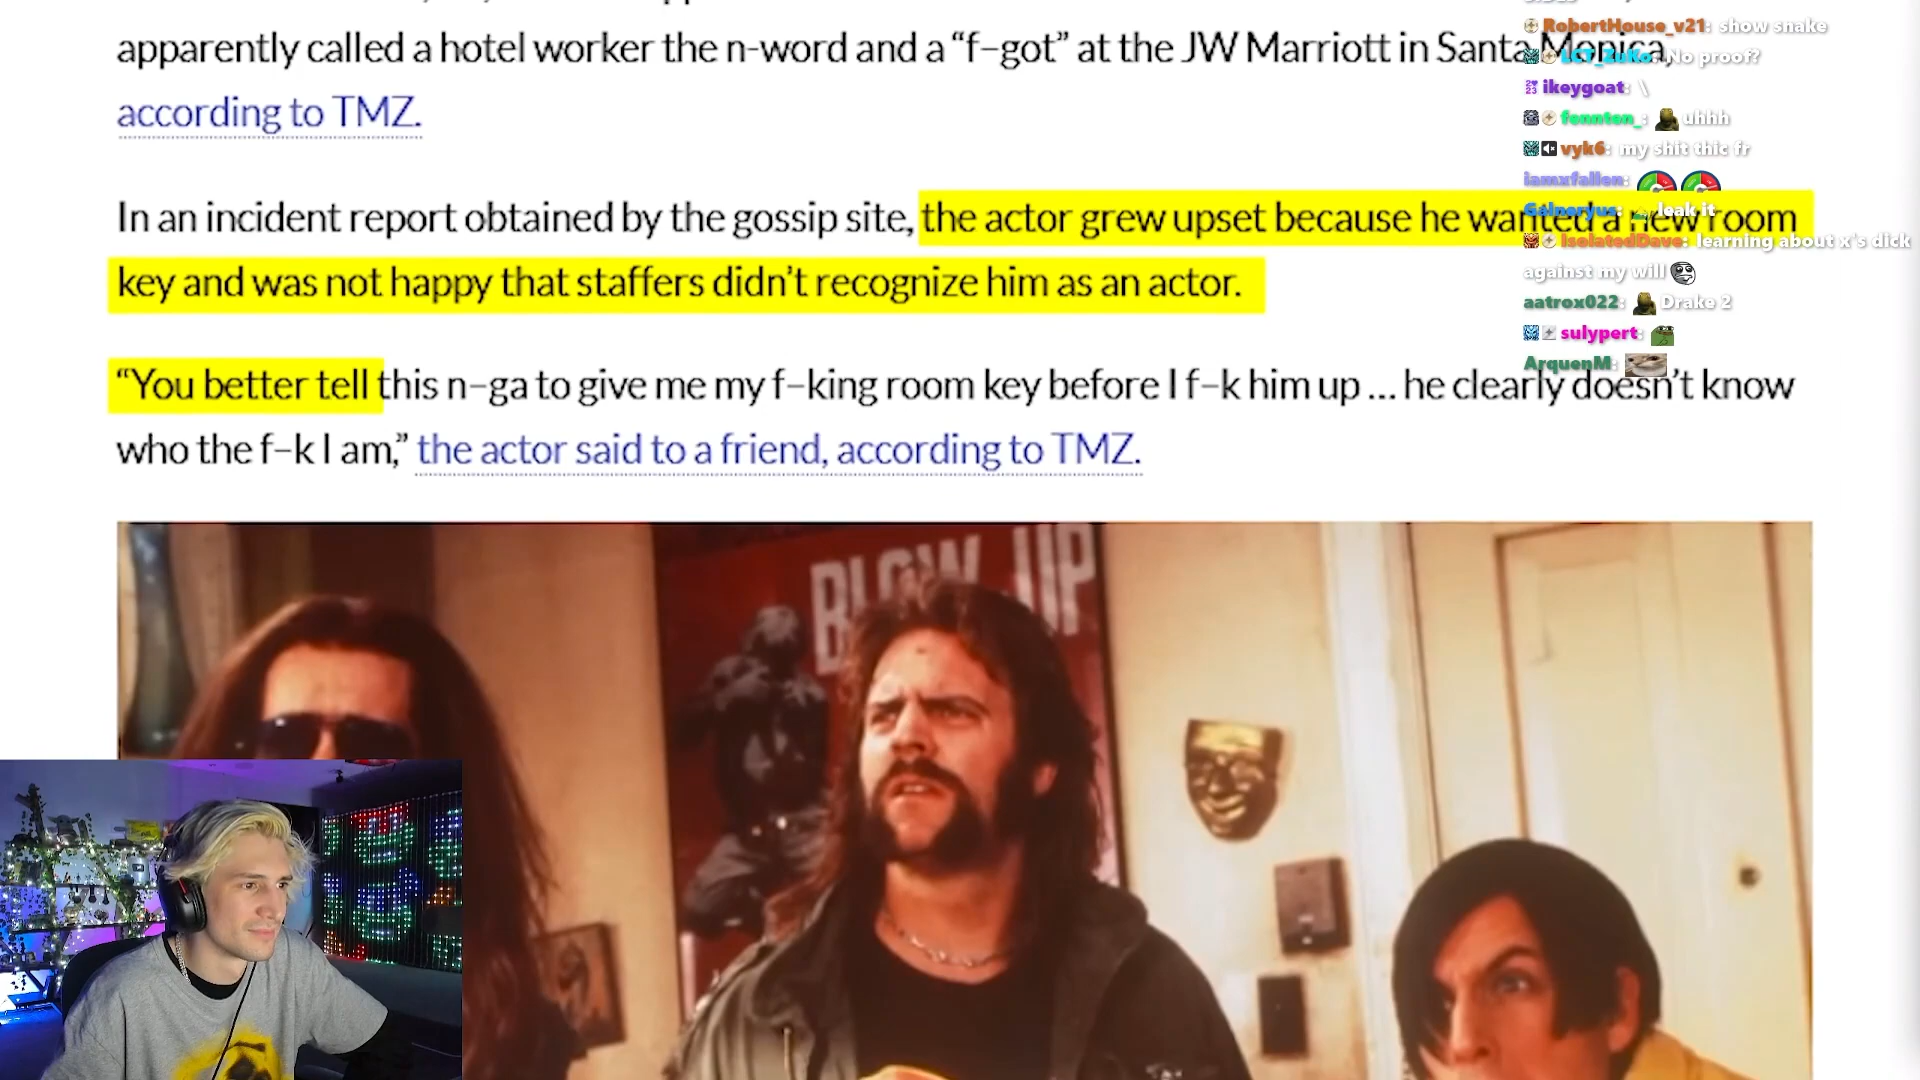 apparently called a hotel worker the n-word and a “f–got” at the JW Marriott in Santa Monica,
according to TMZ.
In an incident report obtained by the gossip site, the actor grew upset because he wanted a new room
key and was not happy that staffers didn’t recognize him as an actor.
“You better tell this n–ga to give me my f–king room key before I f–k him up ... he clearly doesn’t know
who the f–k I am,” the actor said to a friend, according to TMZ.
BLOW UP
RobertHouse_v21: show snake
LCT_ZuKo: No proof?
ikeygoat: \
fennten_: uhhh
vyk6: my shit thic fr
iamxfallen:
Galneryus: leak it
IsolatedDave: learning about x's dick
against my will
aatrox022: Drake 2
sulypert:
ArquenM: